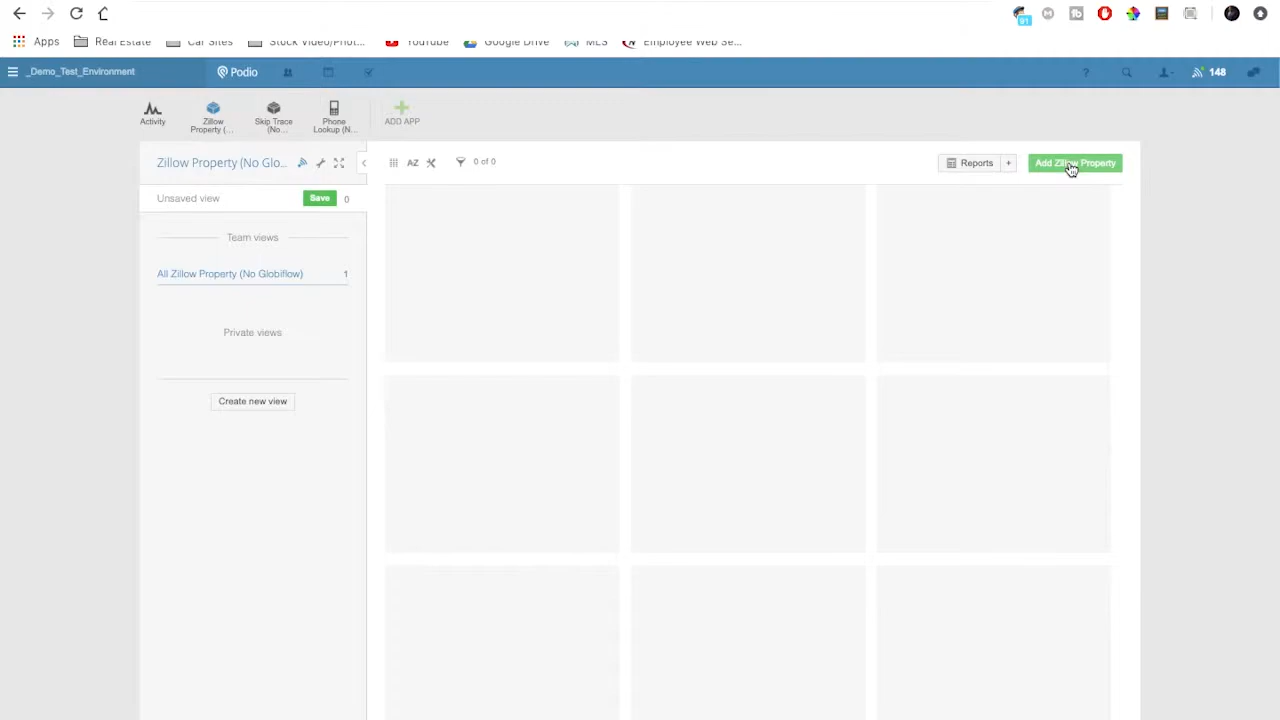 91
Apps Real Estate Car Sites Stock Video/Phot... YouTube Google Drive MLS Employee Web Se...
_Demo_Test_Environment Podio ? 148
Activity
Zillow
Property (...
Skip Trace
(No...
Phone
Lookup (N...
ADD APP
Zillow Property (No Glo... AZ 0 of 0 Reports + Add Zillow Property
Unsaved view Save 0
Team views
All Zillow Property (No Globiflow) 1
Private views
Create new view